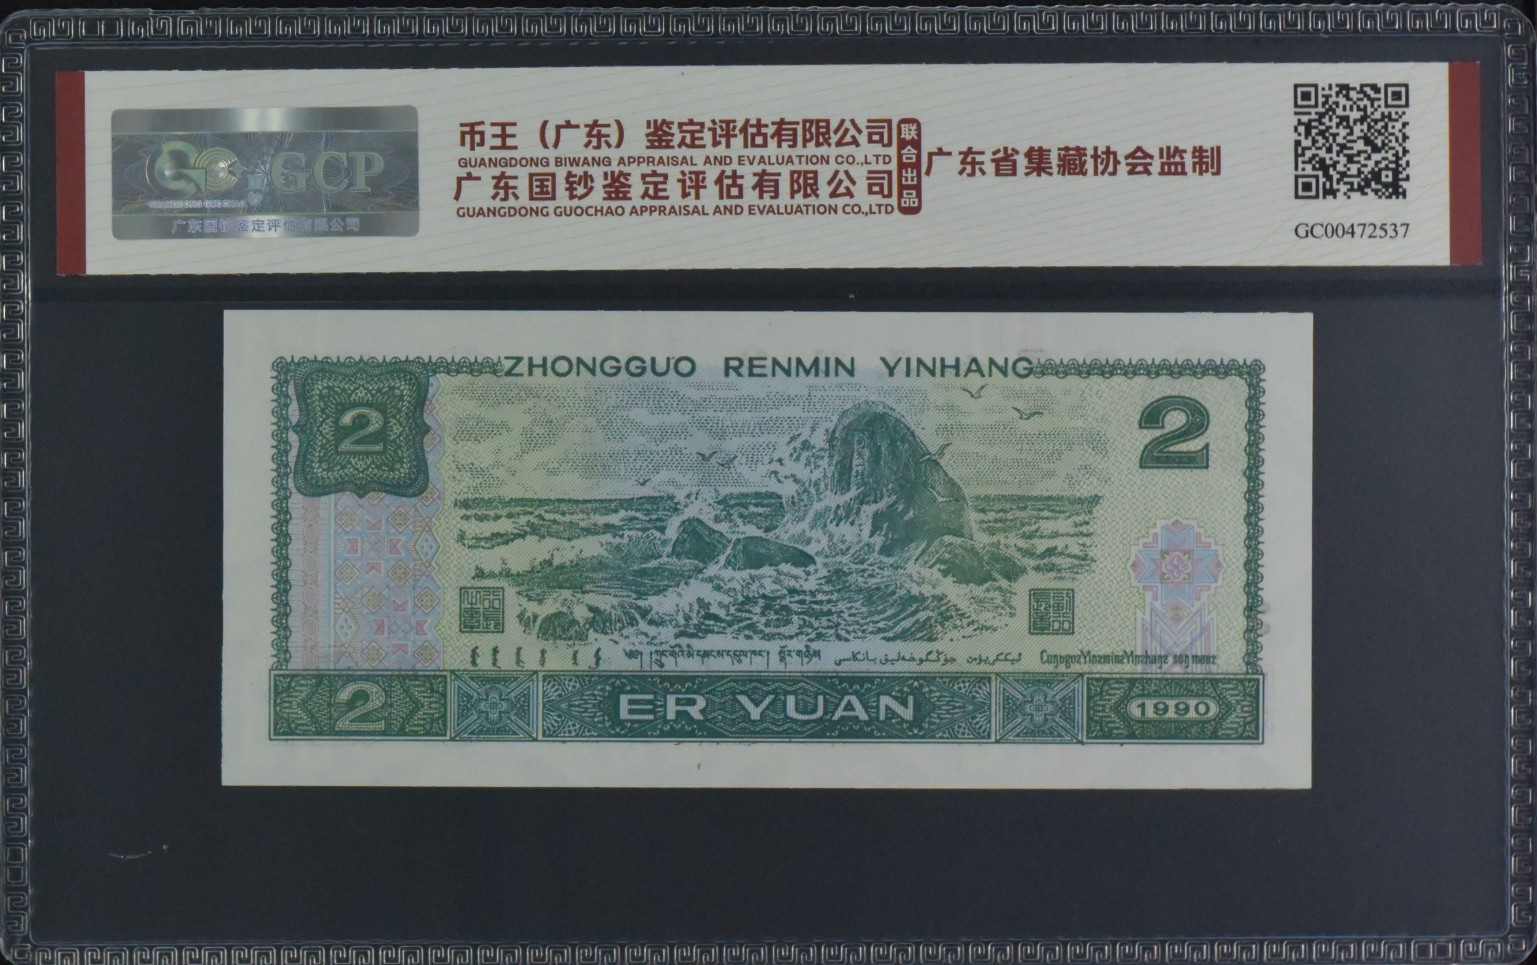 GCP
GUANGDONG GUOCHAO
广东国钞鉴定评估有限公司
币王（广东）鉴定评估有限公司
GUANGDONG BIWANG APPRAISAL AND EVALUATION CO.,LTD
广东国钞鉴定评估有限公司
GUANGDONG GUOCHAO APPRAISAL AND EVALUATION CO.,LTD
联合出品
广东省集藏协会监制
GC00472537
ZHONGGUO RENMIN YINHANG
2
2
2
ER YUAN
1990